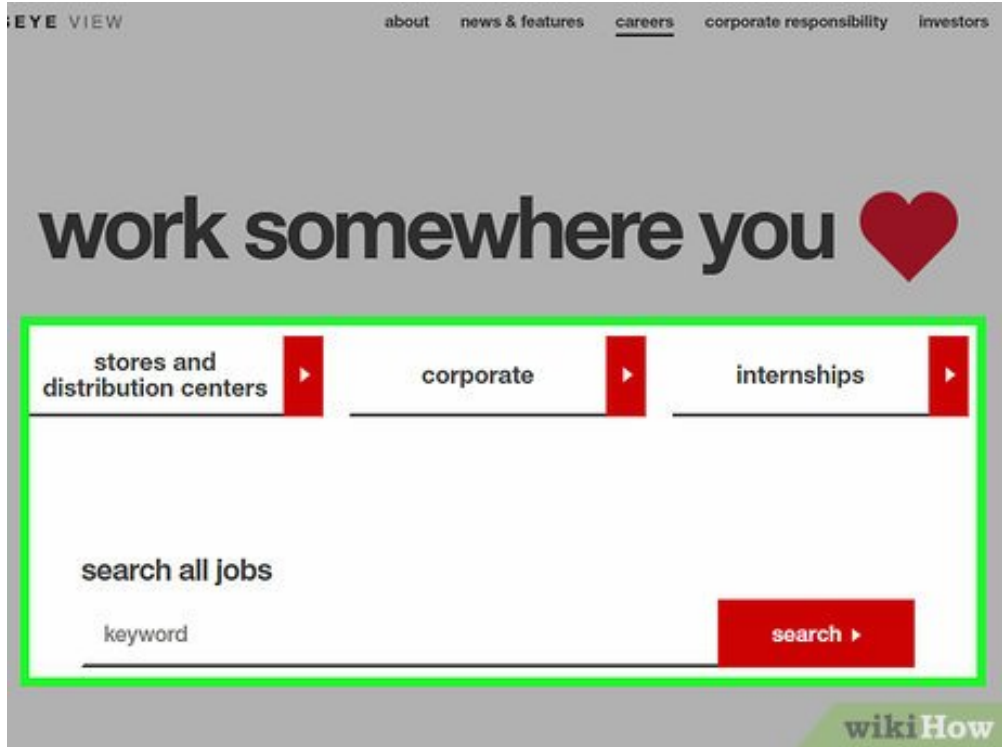 SEYE VIEW
about news & features careers corporate responsibility investors
work somewhere you
stores and
distribution centers
corporate
internships
search all jobs
keyword
search
wikiHow